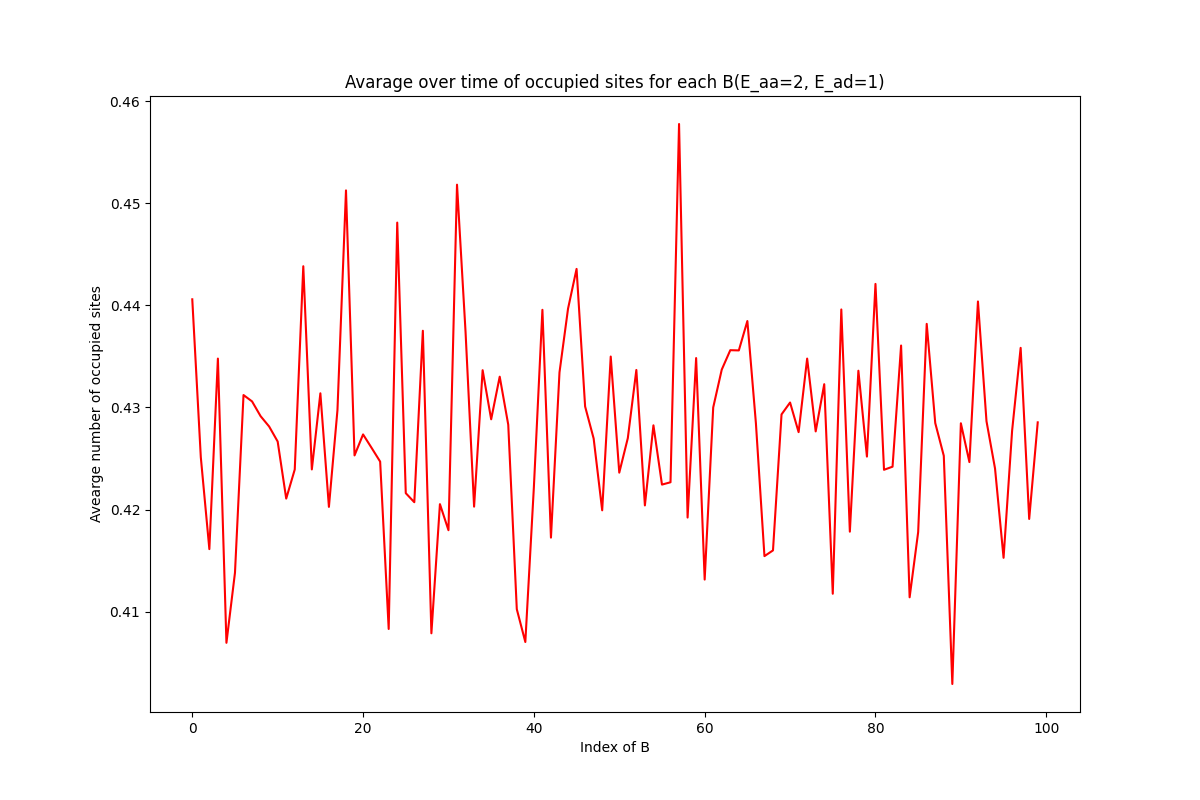 Avarage over time of occupied sites for each B(E_aa=2, E_ad=1)
0.46
0.45
0.44
0.43
0.42
0.41
Avearge number of occupied sites
0 20 40 60 80 100
Index of B